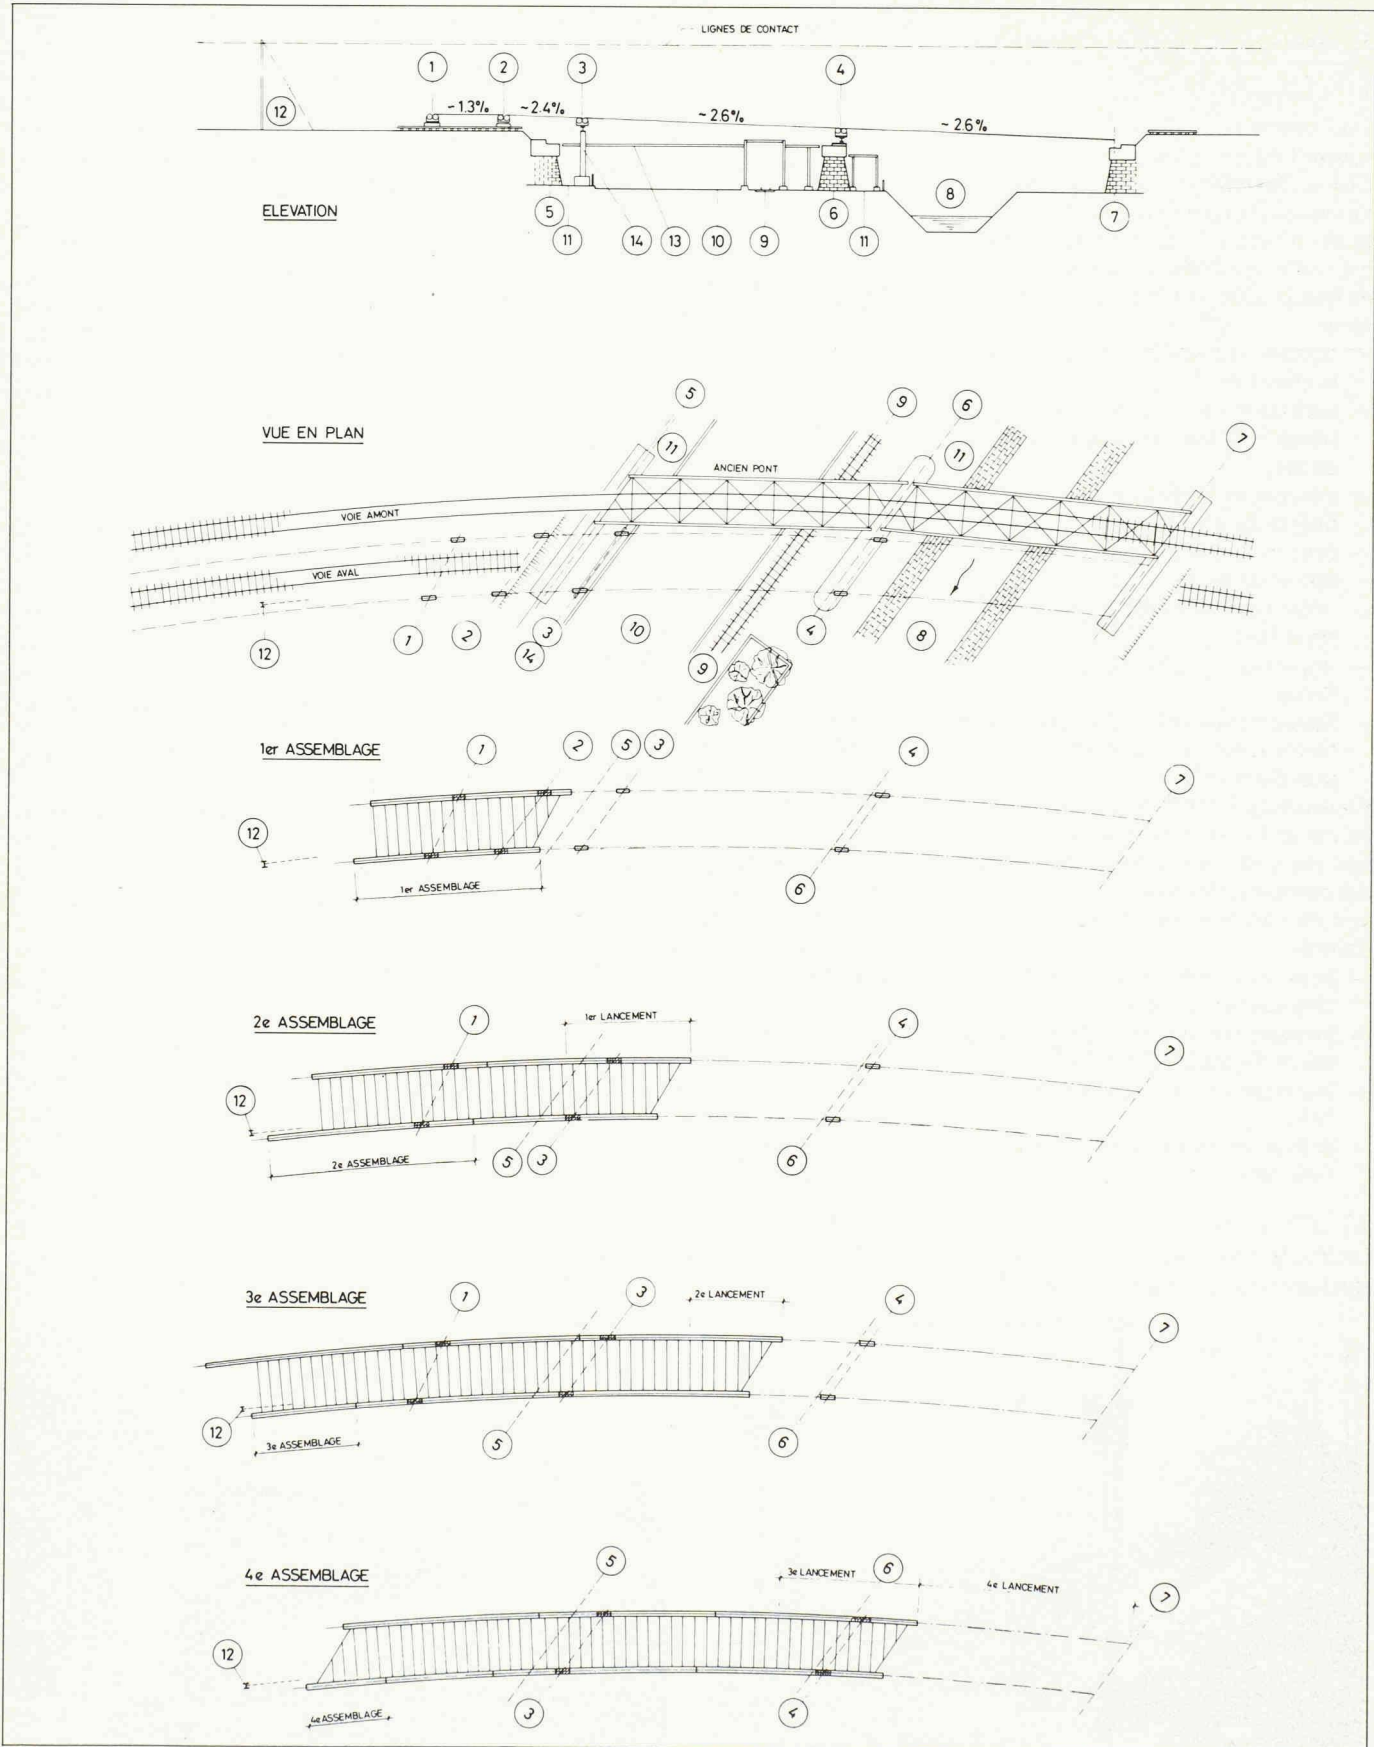 LIGNES DE CONTACT
1 2 3 4
12 ~1.3% ~2.4% ~2.6% ~2.6%
8
ELEVATION
5 6 7
11 14 13 10 9 11
5 9 6
VUE EN PLAN
11 11 7
ANCIEN PONT
VOIE AMONT
VOIE AVAL
12 1 2 3 14 10 9 4 8
1er ASSEMBLAGE
1 2 5 3 4 7
12
1er ASSEMBLAGE
6
2e ASSEMBLAGE
1 1er LANCEMENT 4 7
12
2e ASSEMBLAGE
5 3 6
3e ASSEMBLAGE
1 3 2e LANCEMENT 4 7
12
3e ASSEMBLAGE
5 6
4e ASSEMBLAGE
5 3e LANCEMENT 6 4e LANCEMENT 7
12
4e ASSEMBLAGE
3 4